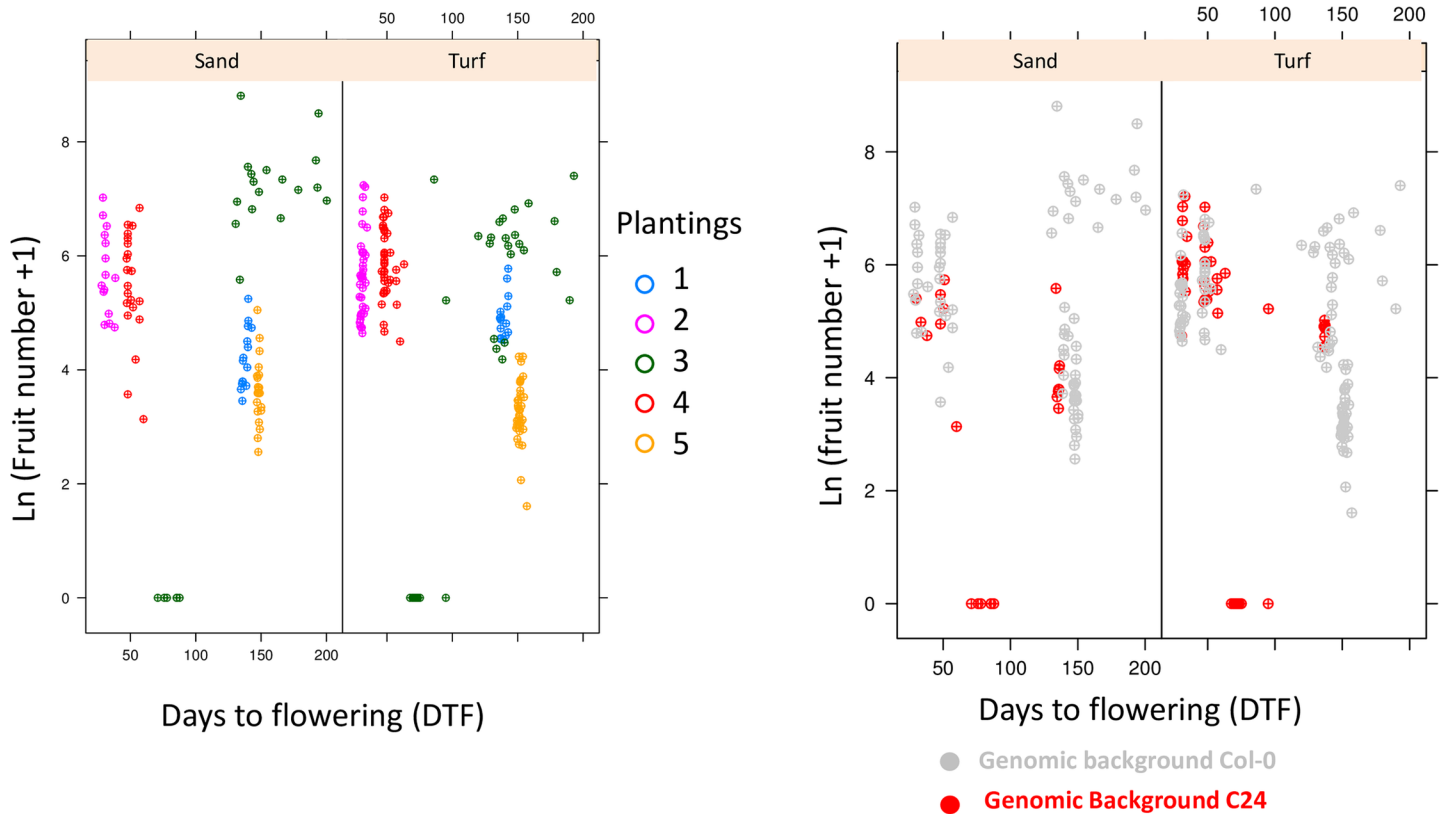 50 100 150 200
Sand Turf
8
6
4
2
0
50 100 150 200
Ln (Fruit number +1)
Days to flowering (DTF)
Plantings
1
2
3
4
5
50 100 150 200
Sand Turf
8
6
4
2
0
50 100 150 200
Ln (fruit number +1)
Days to flowering (DTF)
Genomic background Col-0
Genomic Background C24